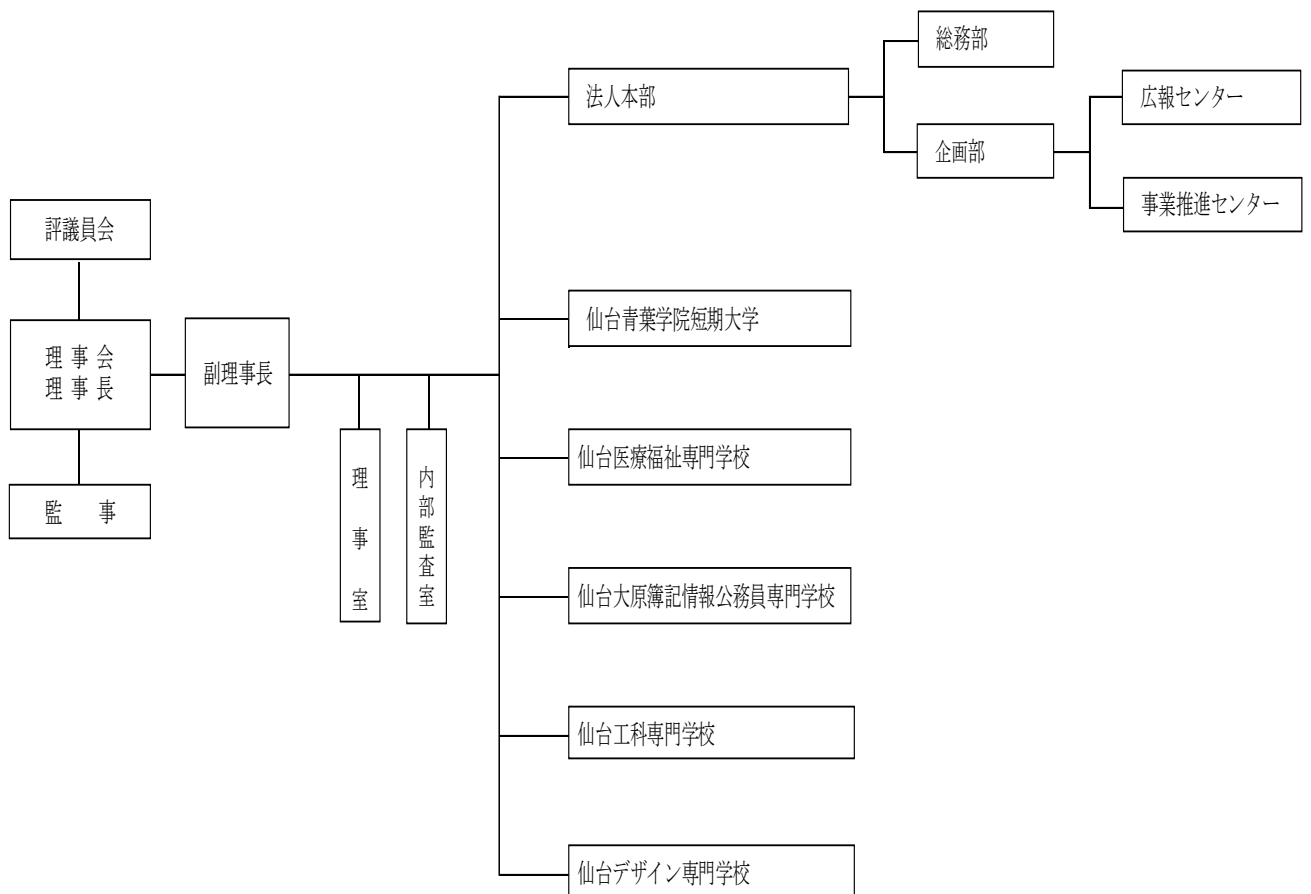 総務部
法人本部
広報センター
企画部
事業推進センター
評議員会
仙台青葉学院短期大学
理事会
理事長
副理事長
仙台医療福祉専門学校
理事室
内部監査室
監　事
仙台大原簿記情報公務員専門学校
仙台工科専門学校
仙台デザイン専門学校